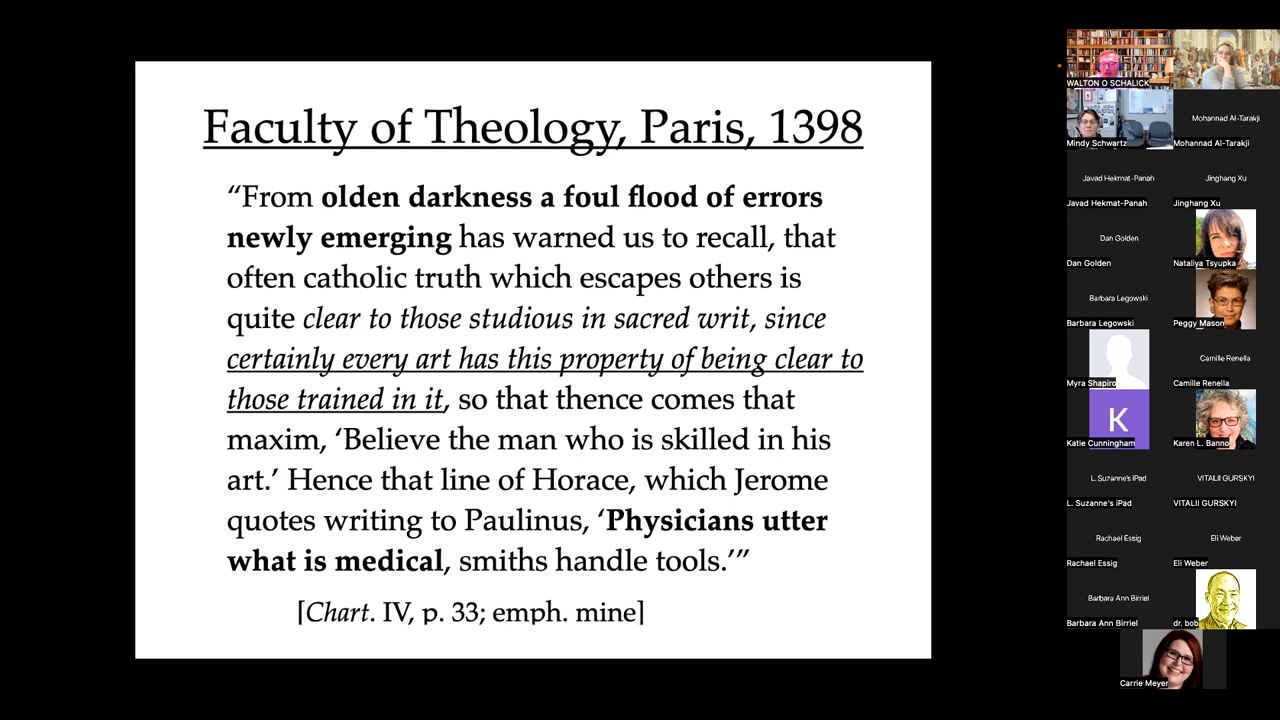 Faculty of Theology, Paris, 1398
“From olden darkness a foul flood of errors
newly emerging has warned us to recall, that
often catholic truth which escapes others is
quite clear to those studious in sacred writ, since
certainly every art has this property of being clear to
those trained in it, so that thence comes that
maxim, ‘Believe the man who is skilled in his
art.’ Hence that line of Horace, which Jerome
quotes writing to Paulinus, ‘Physicians utter
what is medical, smiths handle tools.’”
[Chart. IV, p. 33; emph. mine]
WALTON O SCHALICK
Mindy Schwartz
Mohannad Al-Tarakji
Mohannad Al-Tarakji
Javad Hekmat-Panah
Javad Hekmat-Panah
Jinghang Xu
Jinghang Xu
Dan Golden
Dan Golden
Nataliya Tsyupka
Barbara Legowski
Barbara Legowski
Peggy Mason
Myra Shapiro
Camille Renella
Camille Renella
K
Katie Cunningham
Karen L. Banno
L. Suzanne's iPad
L. Suzanne's iPad
VITALII GURSKYI
VITALII GURSKYI
Rachael Essig
Rachael Essig
Eli Weber
Eli Weber
Barbara Ann Birriel
Barbara Ann Birriel
dr. bob
Carrie Meyer